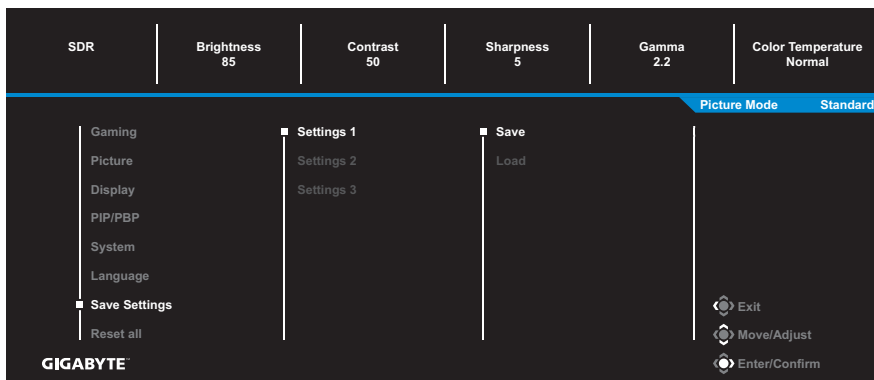 SDR
Brightness
85
Contrast
50
Sharpness
5
Gamma
2.2
Color Temperature
Normal
Picture Mode Standard
Gaming
Picture
Display
PIP/PBP
System
Language
Save Settings
Reset all
Settings 1
Settings 2
Settings 3
Save
Load
Exit
Move/Adjust
Enter/Confirm
GIGABYTE™